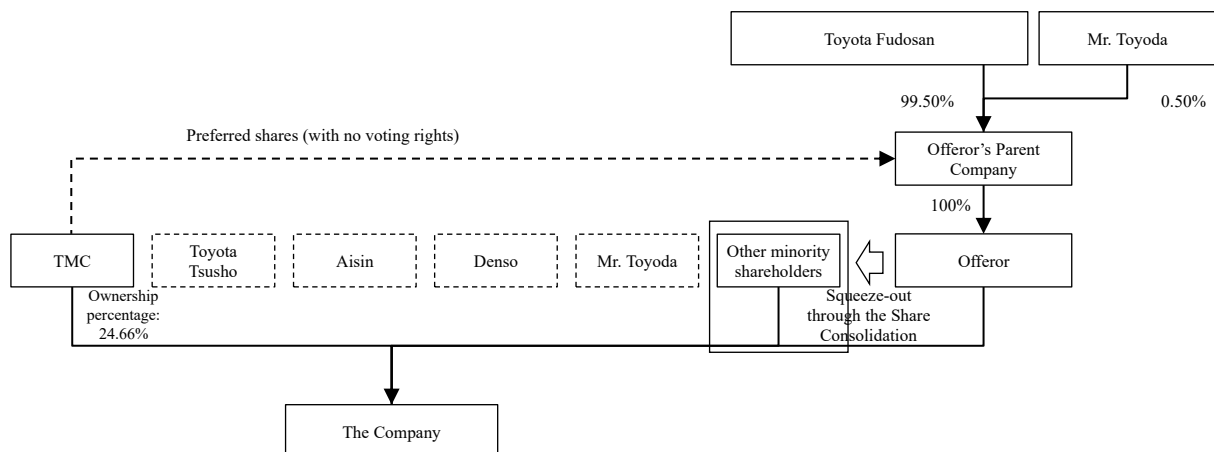 Toyota Fudosan
Mr. Toyoda
99.50%
0.50%
Preferred shares (with no voting rights)
Offeror’s Parent
Company
100%
TMC
Toyota
Tsusho
Aisin
Denso
Mr. Toyoda
Other minority
shareholders
Offeror
Ownership
percentage:
24.66%
Squeeze-out
through the Share
Consolidation
The Company